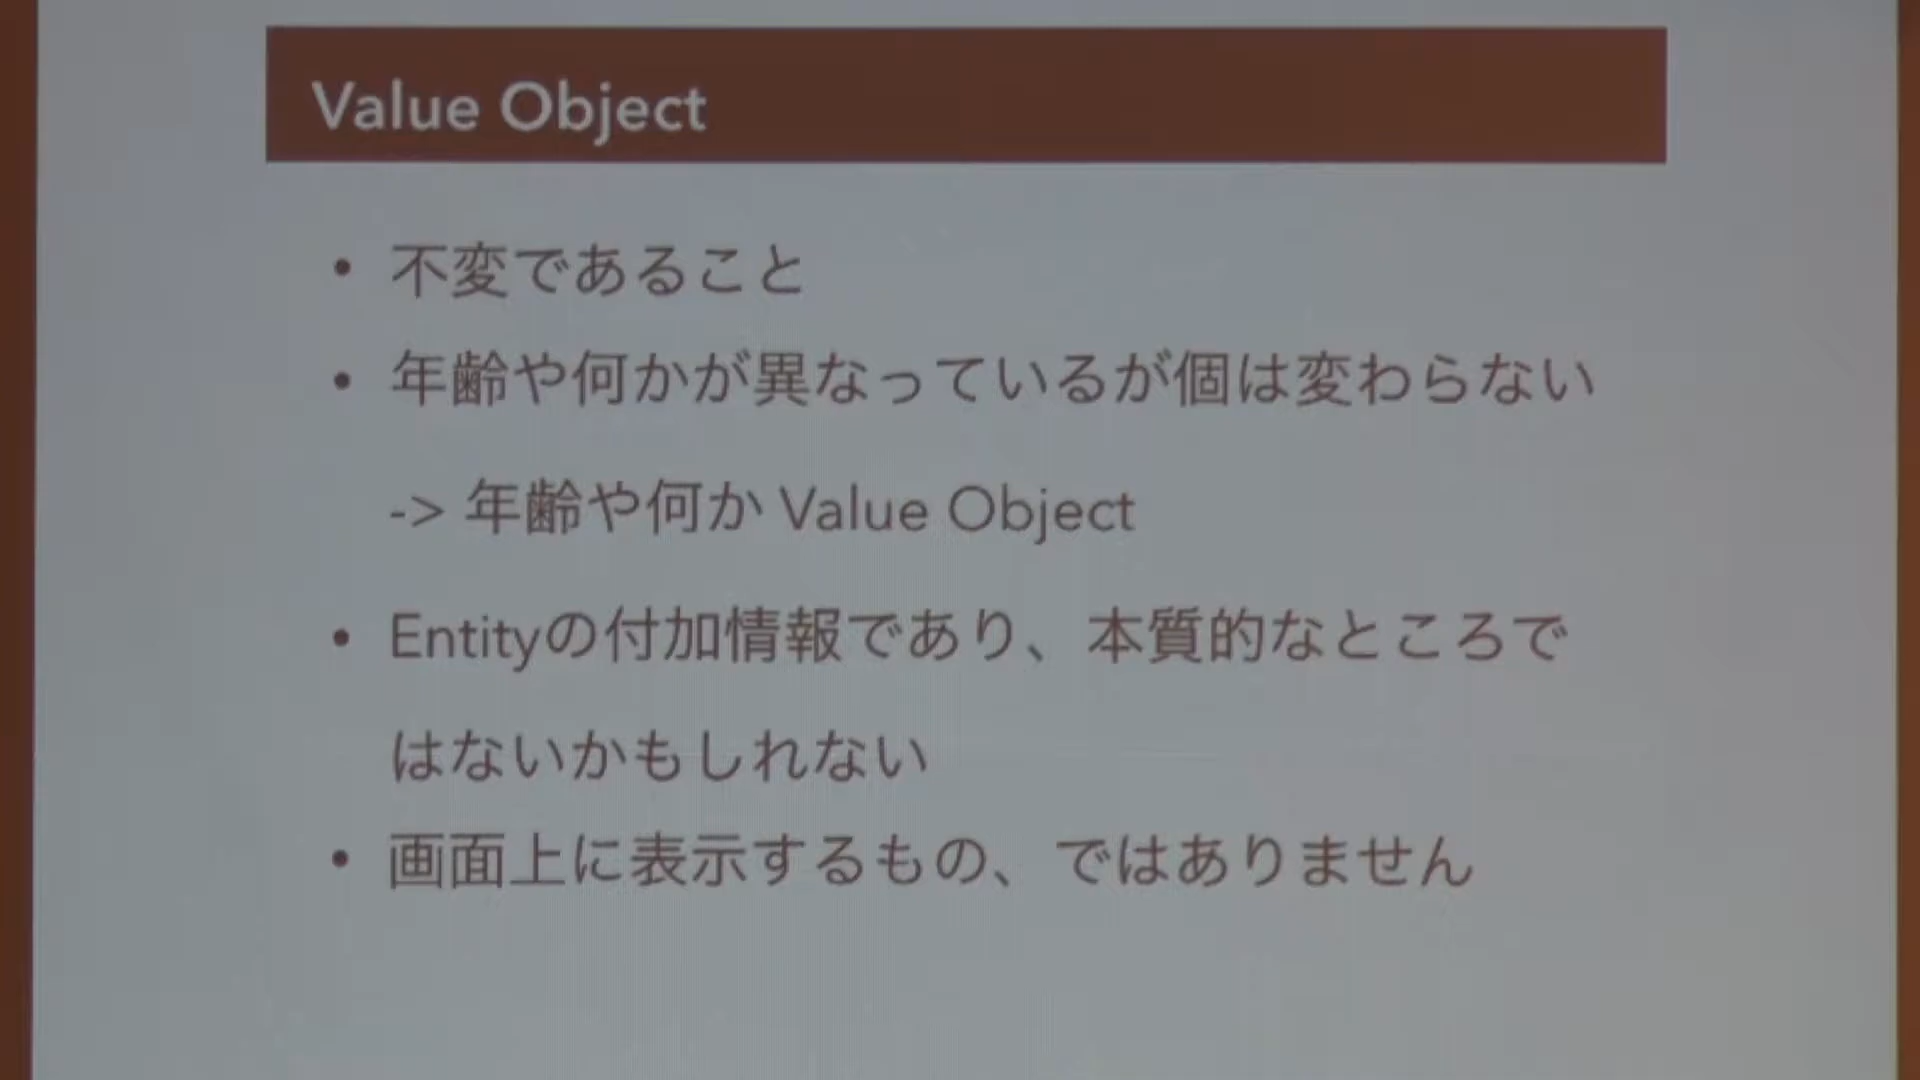 Value Object
• 不変であること
• 年齢や何かが異なっているが個は変わらない
-> 年齢や何か Value Object
• Entityの付加情報であり、本質的なところで
はないかもしれない
• 画面上に表示するもの、ではありません